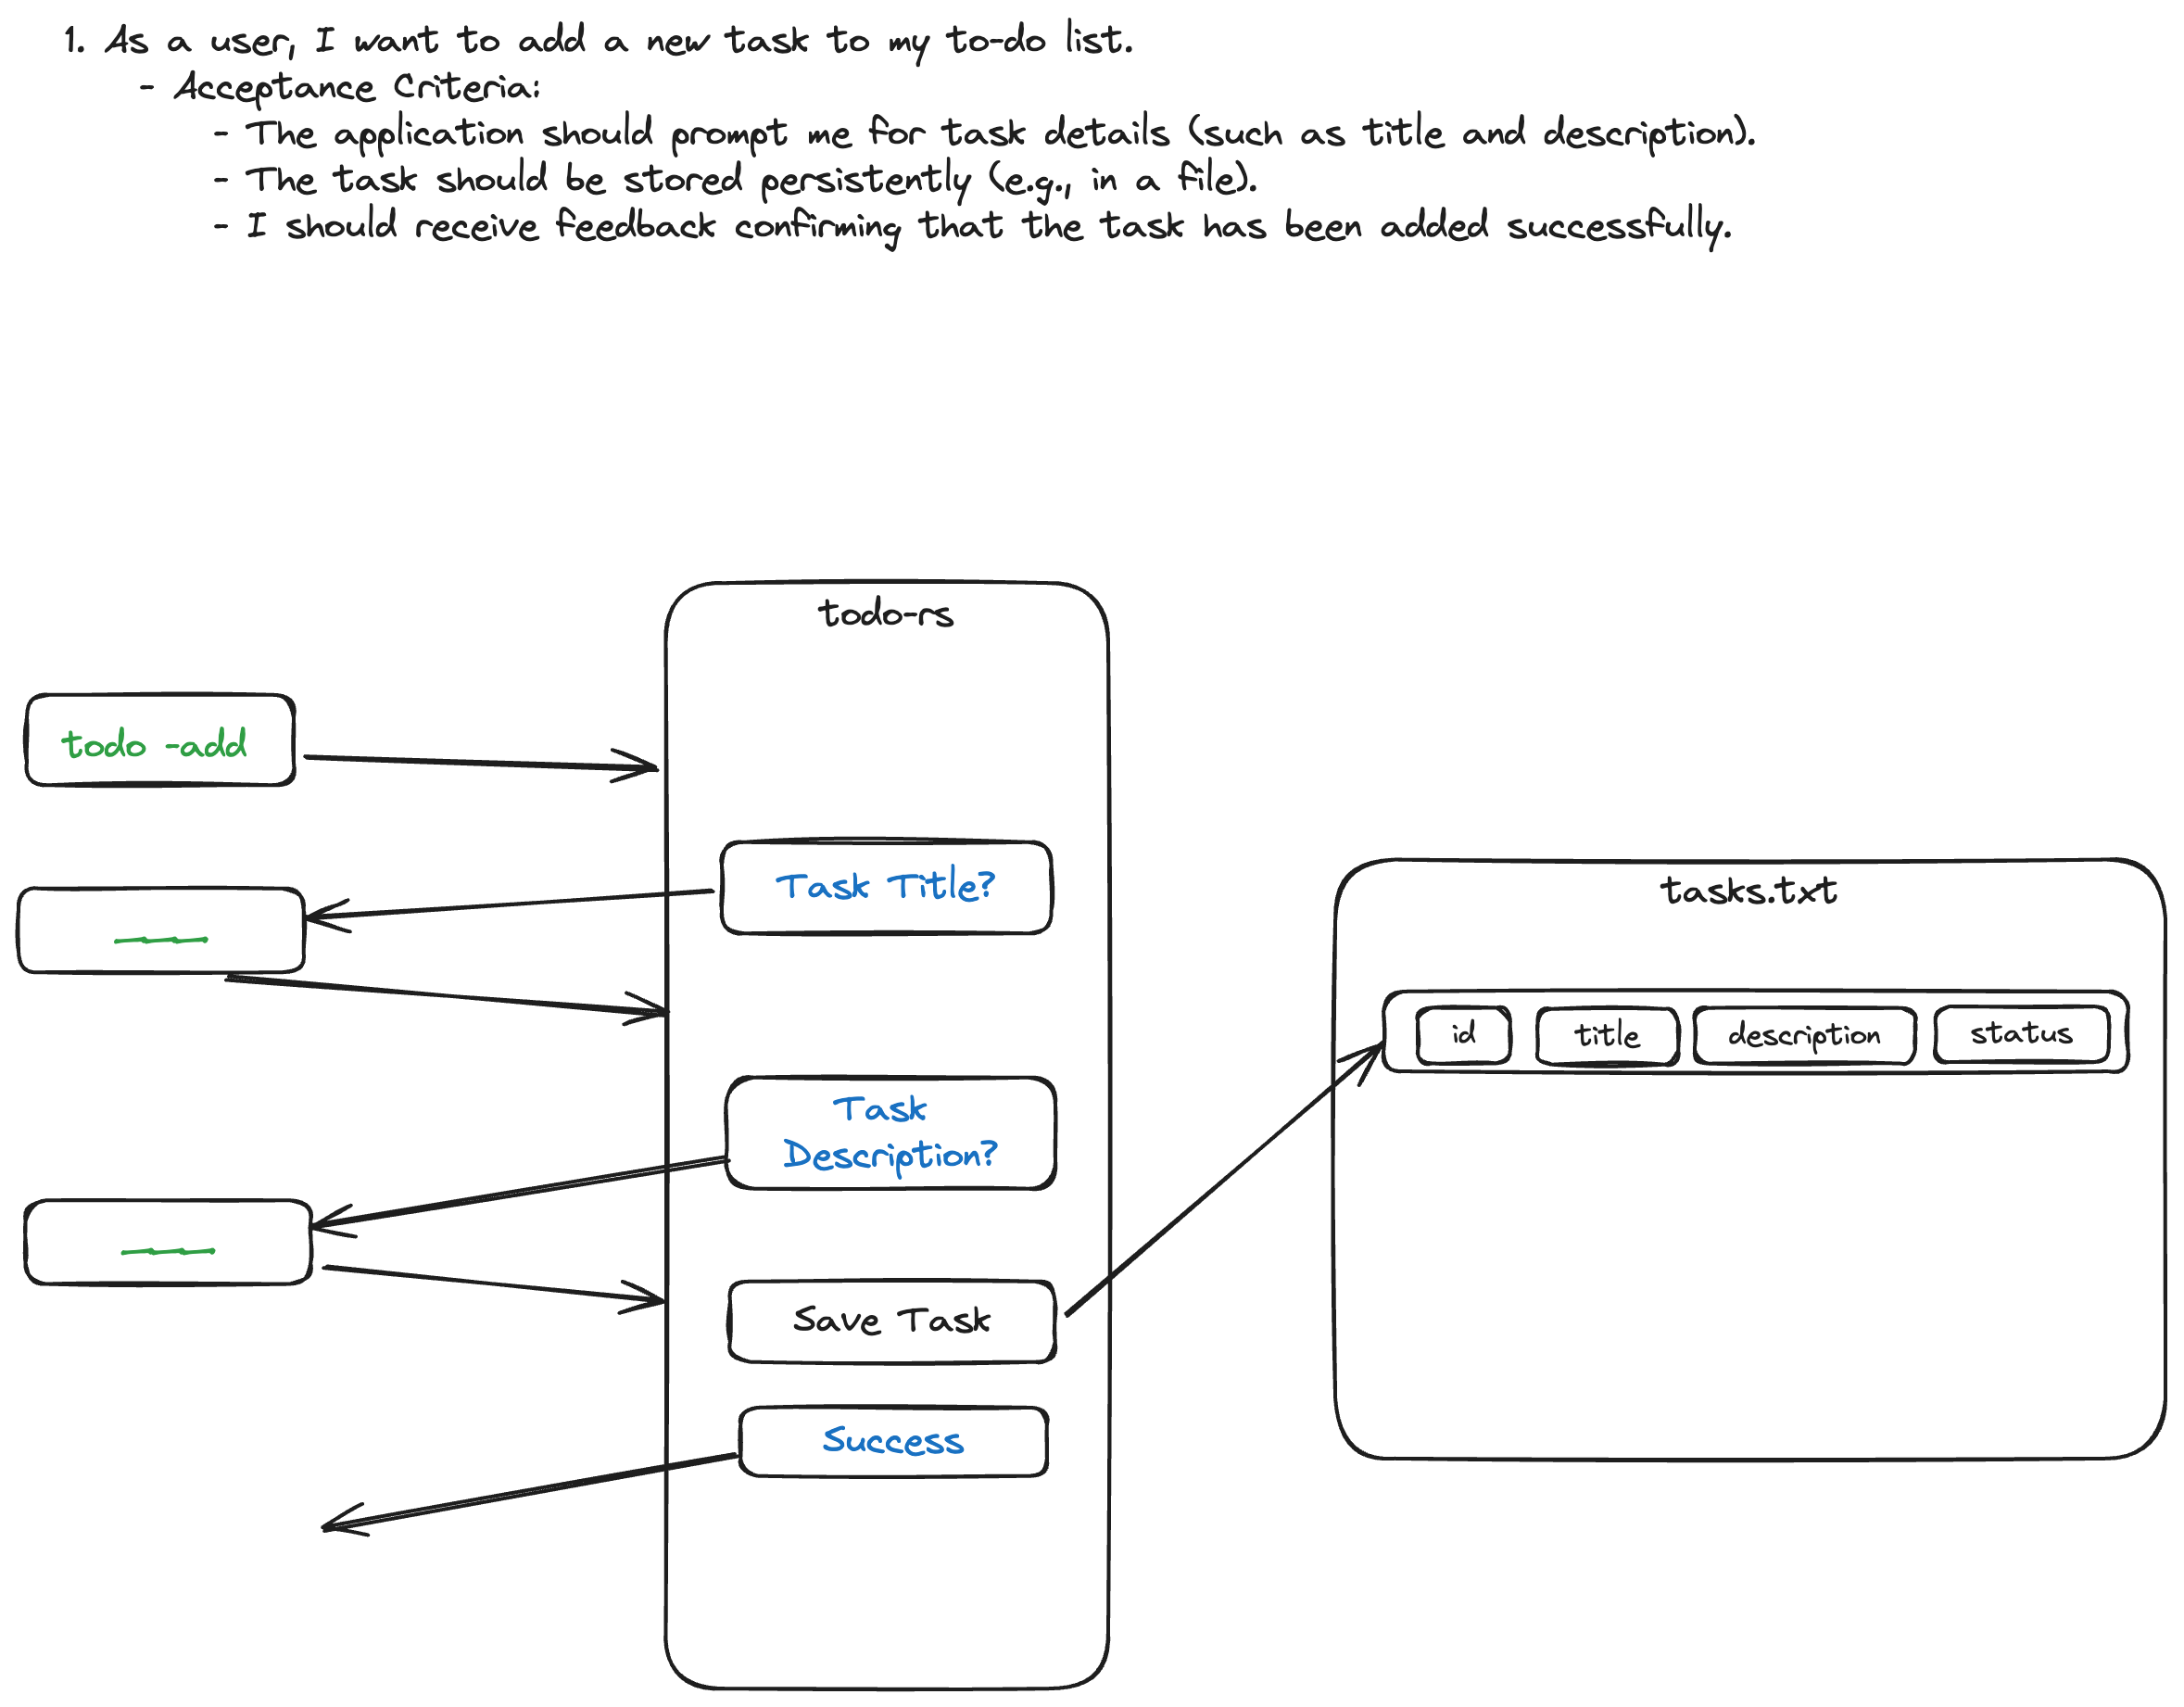 1. As a user, I want to add a new task to my to-do list.
- Acceptance Criteria:
- The application should prompt me for task details (such as title and description).
- The task should be stored persistently (e.g., in a file).
- I should receive feedback confirming that the task has been added successfully.
todo-rs
todo -add
Task Title?
tasks.txt
id title description status
Task
Description?
Save Task
Success